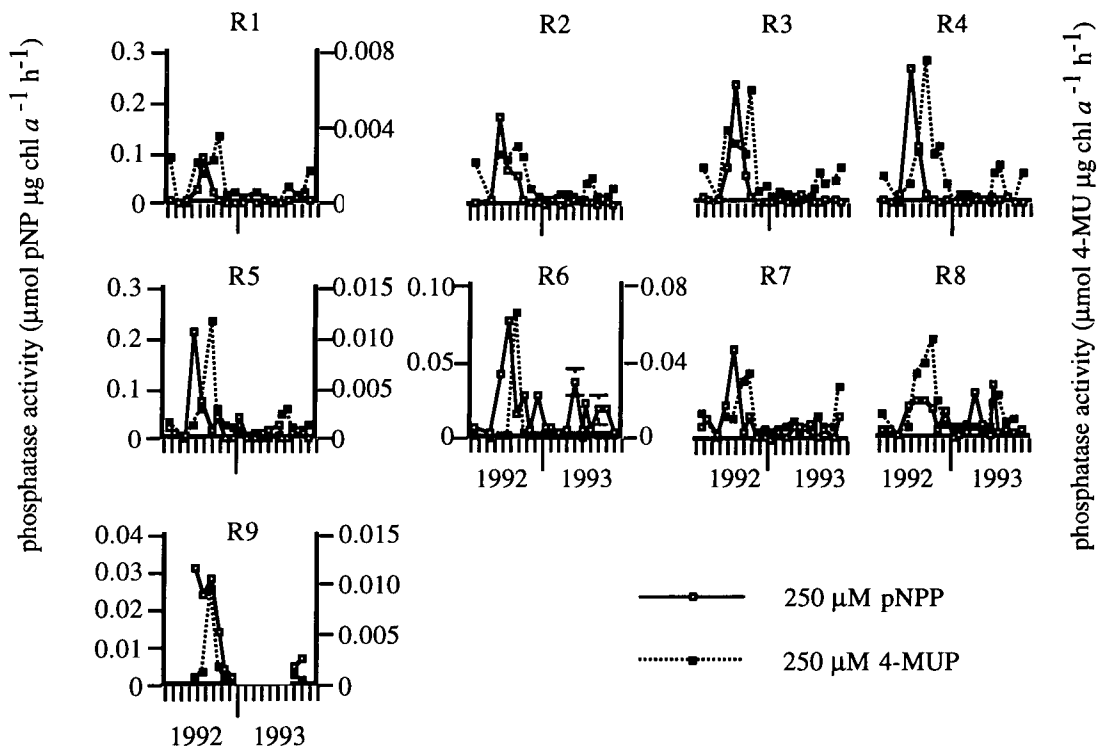 phosphatase activity (μmol pNP μg chl a⁻¹ h⁻¹)
phosphatase activity (μmol 4-MU μg chl a⁻¹ h⁻¹)
R1
0.3
0.2
0.1
0
0.008
0.004
0
R2
R3
R4
R5
0.3
0.2
0.1
0
0.015
0.010
0.005
0
R6
0.10
0.05
0
0.08
0.04
0
1992 1993
R7
1992 1993
R8
1992 1993
R9
0.04
0.03
0.02
0.01
0
0.015
0.010
0.005
0
1992 1993
250 μM pNPP
250 μM 4-MUP